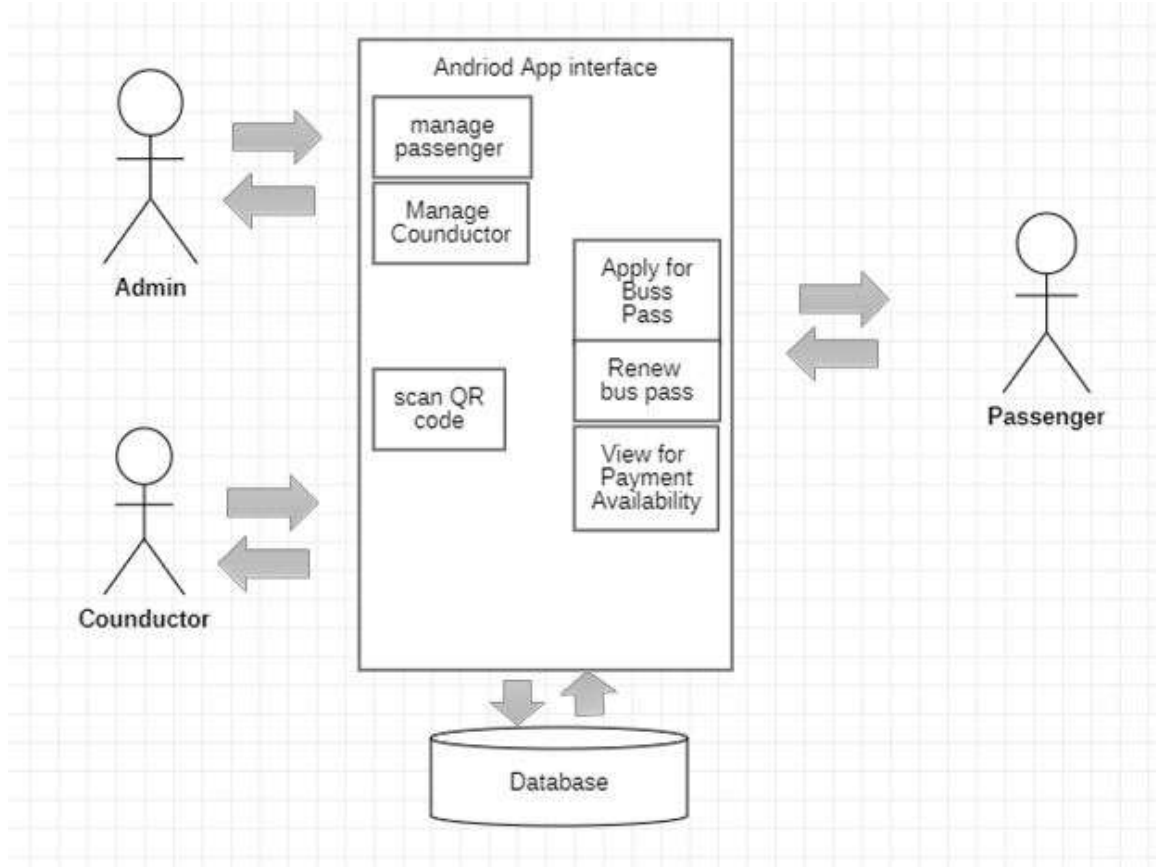 Andriod App interface
manage
passenger
Manage
Counductor
Admin
Apply for
Buss
Pass
Renew
bus pass
Passenger
scan QR
code
View for
Payment
Availability
Counductor
Database